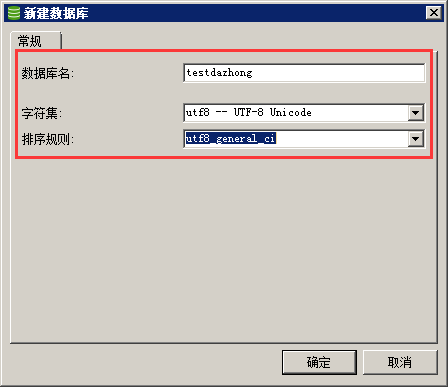 新建数据库
常规
数据库名: testdazhong
字符集: utf8 -- UTF-8 Unicode
排序规则: utf8_general_ci
确定 取消